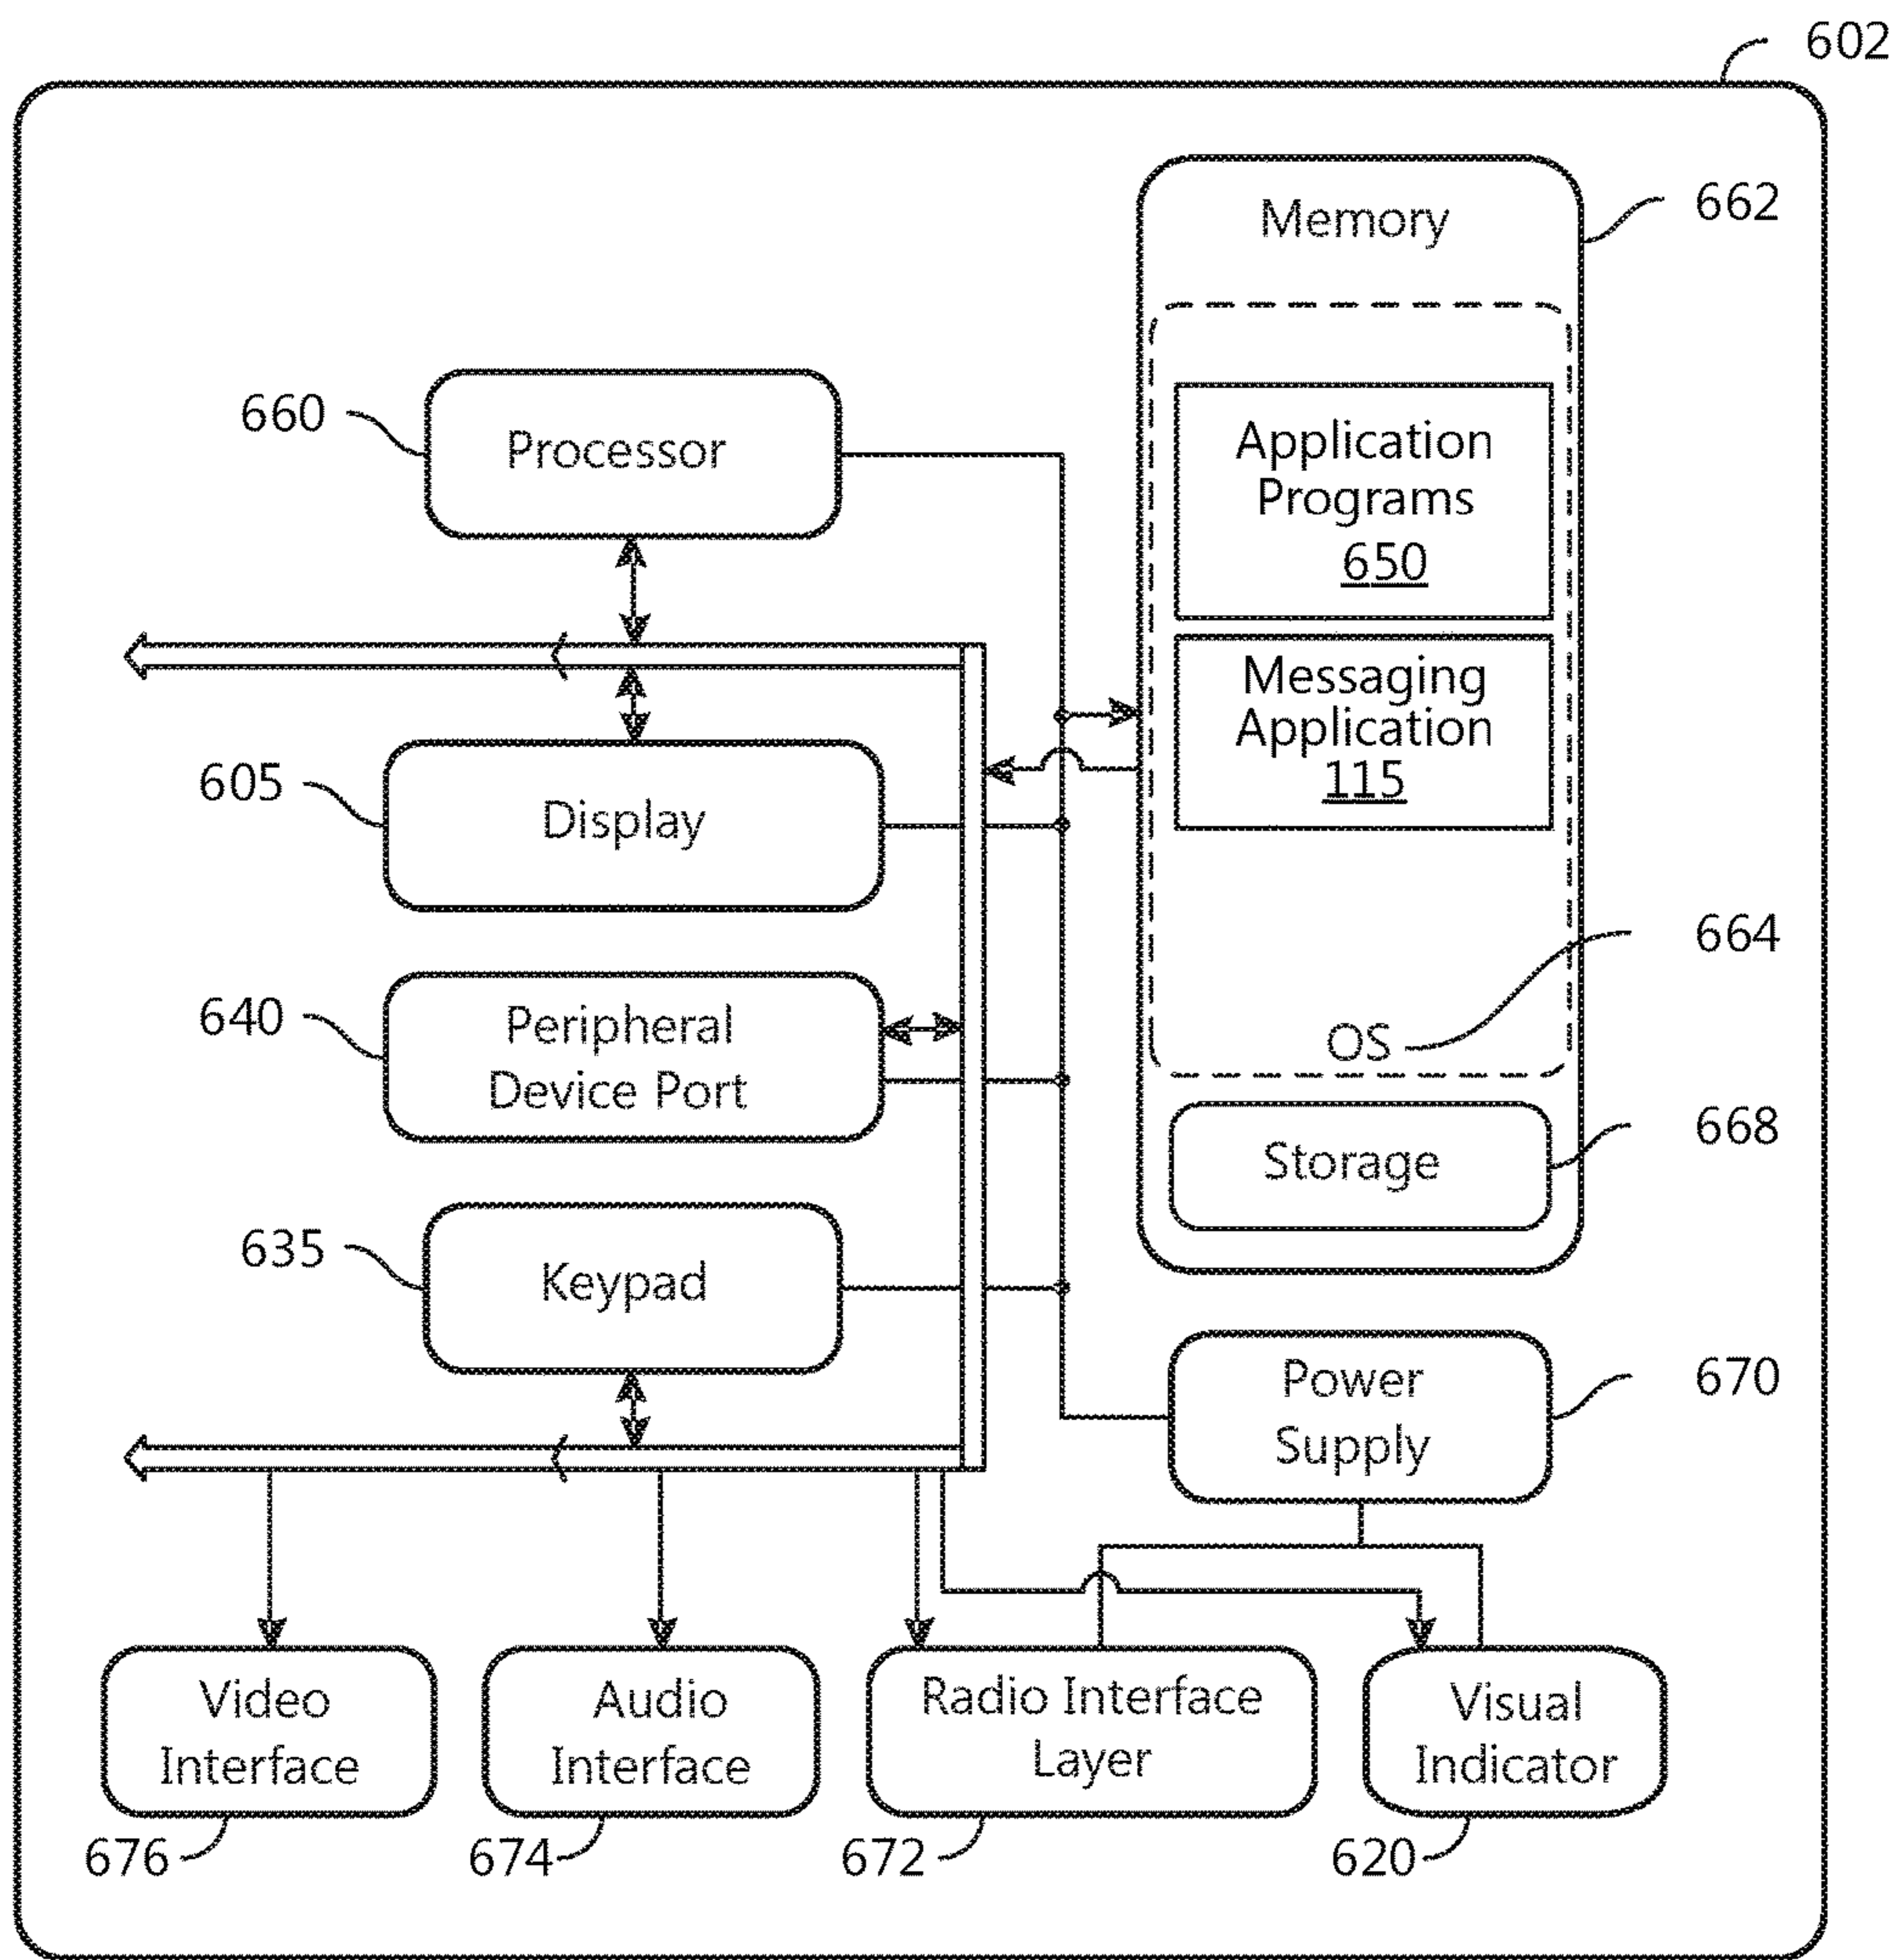 602
Memory
662
Application
Programs
650
660
Processor
Messaging
Application
115
605
Display
664
640
Peripheral
Device Port
OS
668
Storage
635
Keypad
Power
Supply
670
Video
Interface
Audio
Interface
Radio Interface
Layer
Visual
Indicator
676
674
672
620